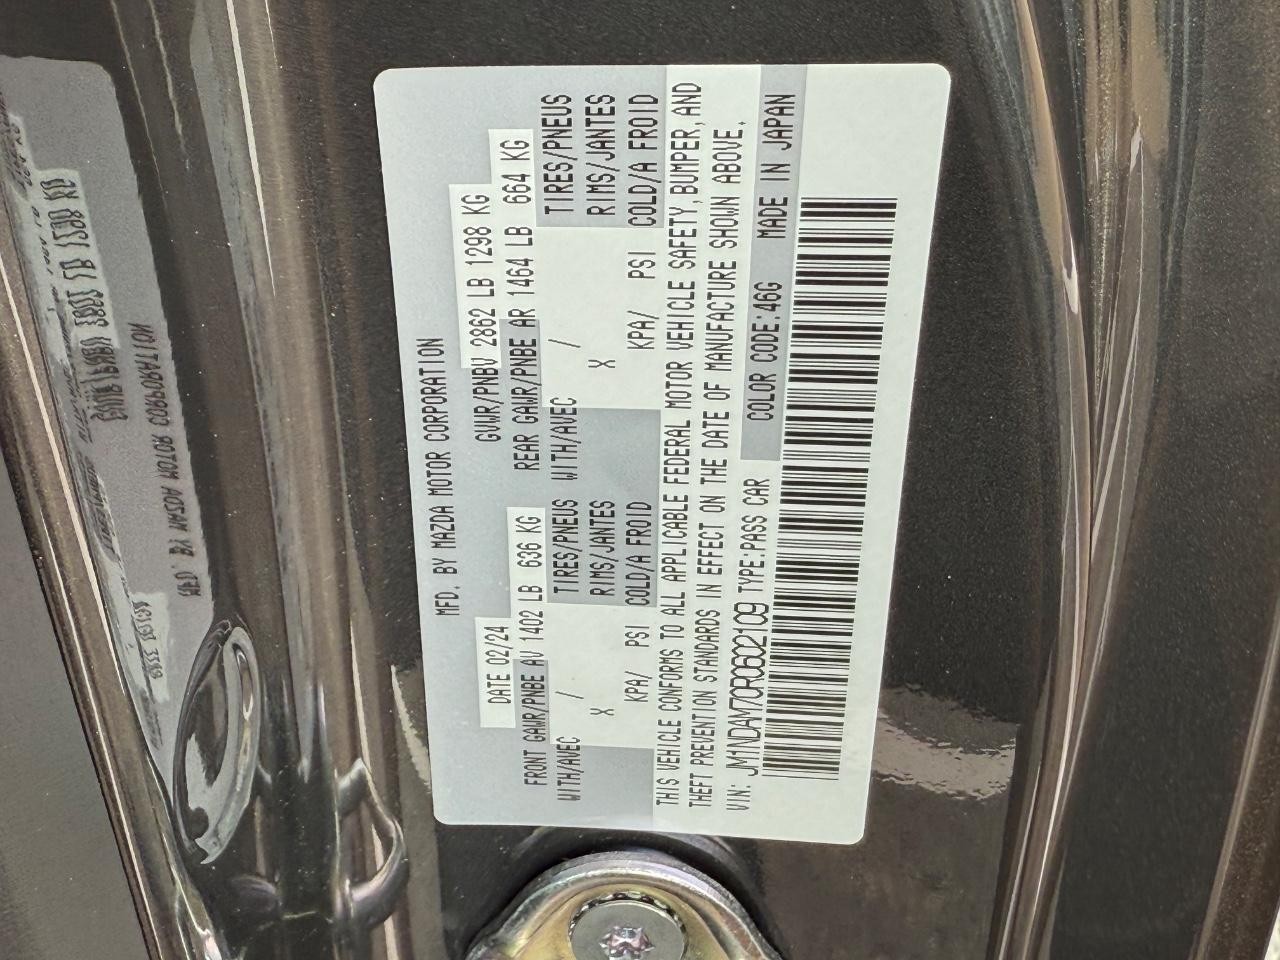 MFD. BY MAZDA MOTOR CORPORATION
DATE 02/24 GVWR/PNBV 2862 LB 1298 KG
FRONT GAWR/PNBE AV 1402 LB 636 KG REAR GAWR/PNBE AR 1464 LB 664 KG
WITH/AVEC / TIRES/PNEUS WITH/AVEC / TIRES/PNEUS
X RIMS/JANTES X RIMS/JANTES
KPA/ PSI COLD/A FROID KPA/ PSI COLD/A FROID
THIS VEHICLE CONFORMS TO ALL APPLICABLE FEDERAL MOTOR VEHICLE SAFETY, BUMPER, AND
THEFT PREVENTION STANDARDS IN EFFECT ON THE DATE OF MANUFACTURE SHOWN ABOVE.
VIN: JM1NDAM70R0602109 TYPE:PASS CAR COLOR CODE:46G MADE IN JAPAN